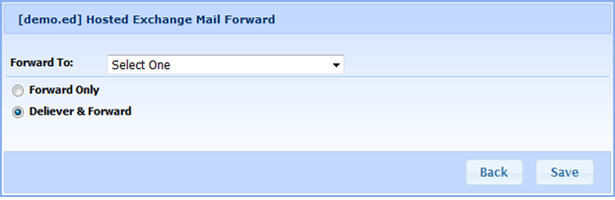 [demo.ed] Hosted Exchange Mail Forward
Forward To: Select One
Forward Only
Deliever & Forward
Back Save